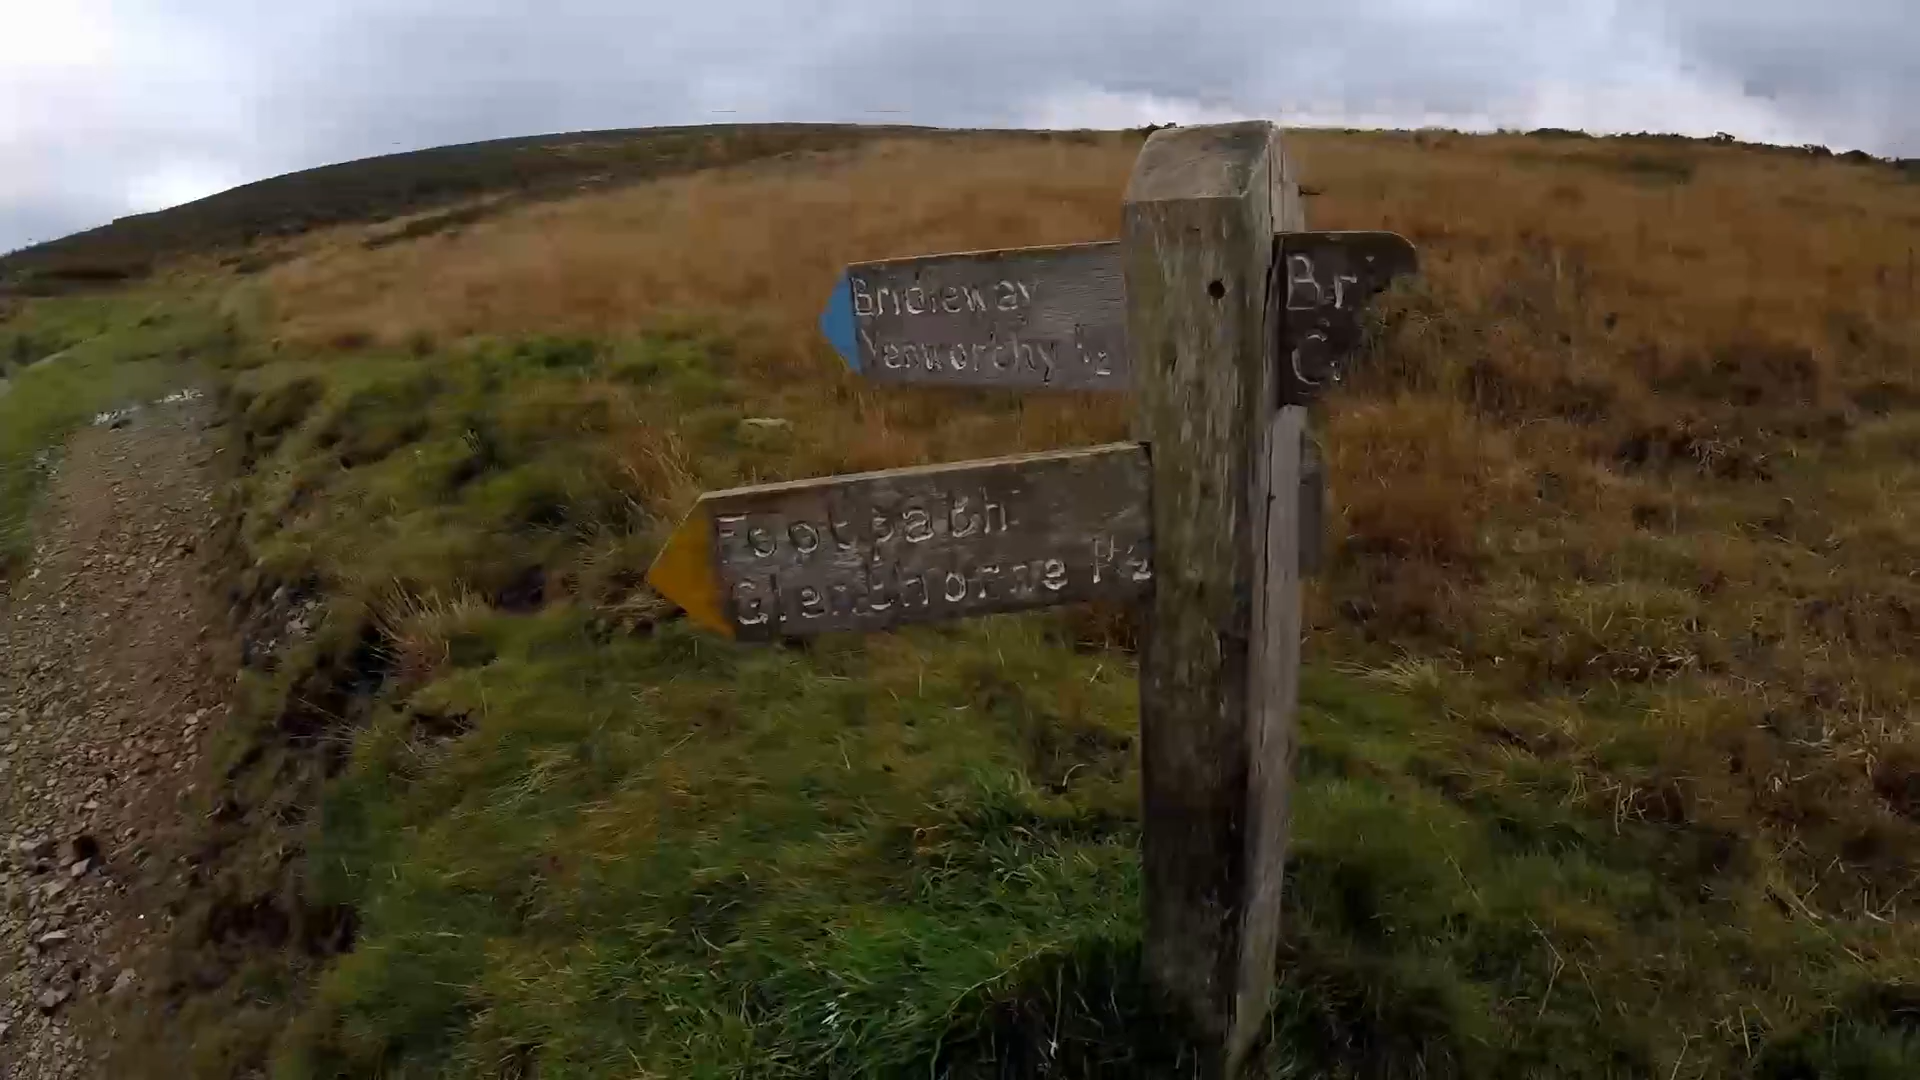 Bridleway
Yenworthy ½
Footpath
Glenthorne 1½
Br
C